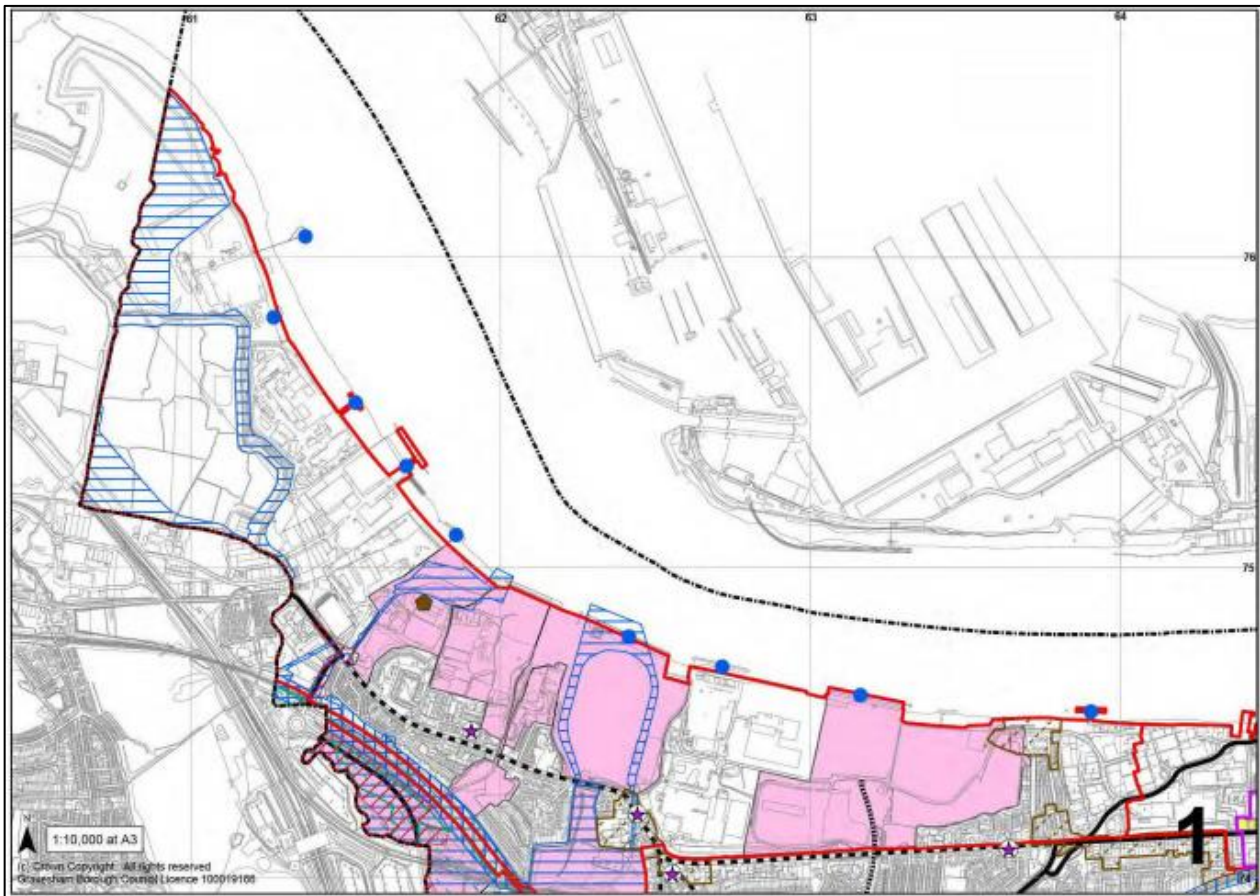 61 62 63 64
76
75
1
N
1:10,000 at A3
(c) Crown Copyright. All rights reserved
Gravesham Borough Council Licence 100019166